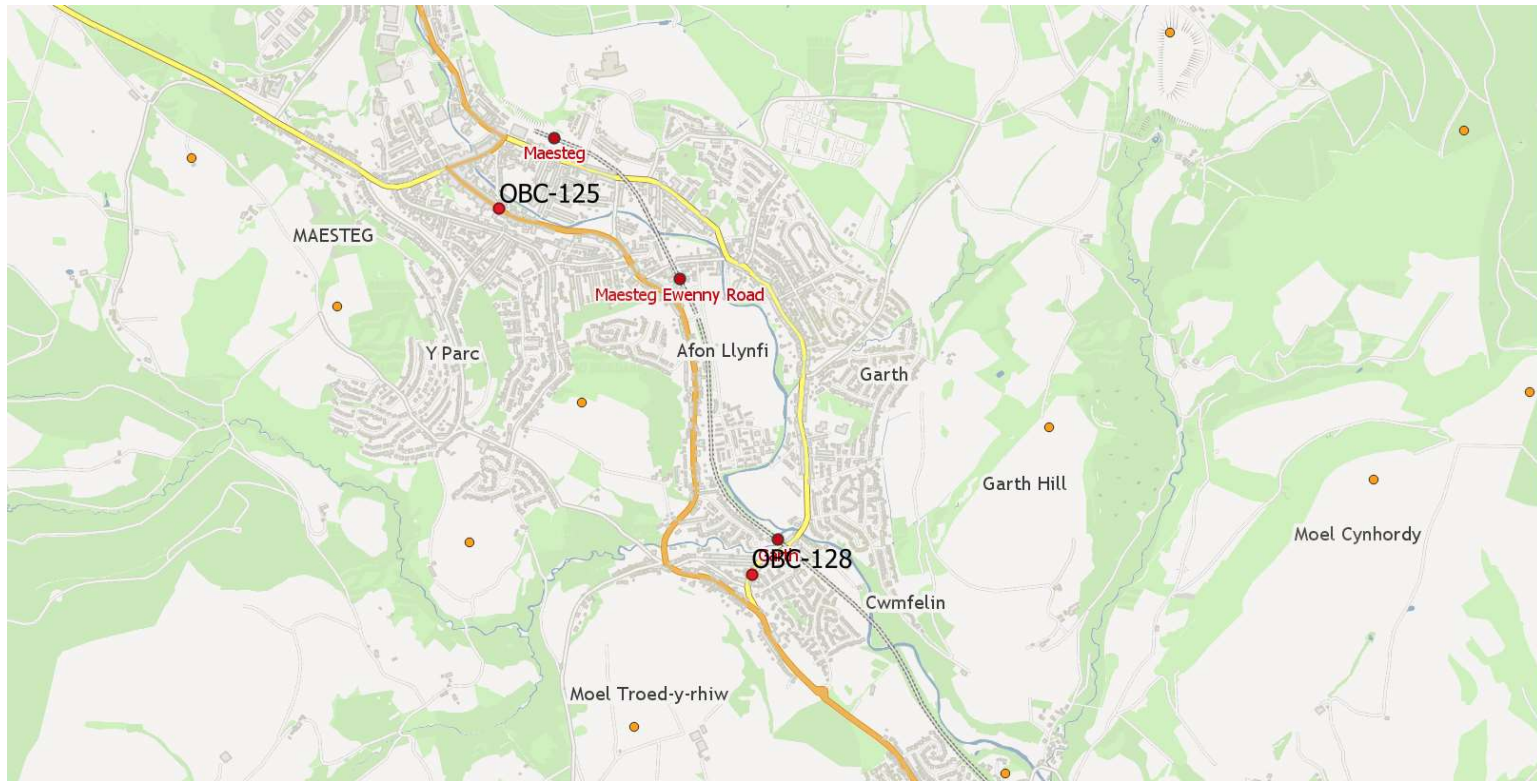 Maesteg
OBC-125
MAESTEG
Maesteg Ewenny Road
Y Parc
Afon Llynfi
Garth
Garth Hill
Moel Cynhordy
Garth
OBC-128
Cwmfelin
Moel Troed-y-rhiw